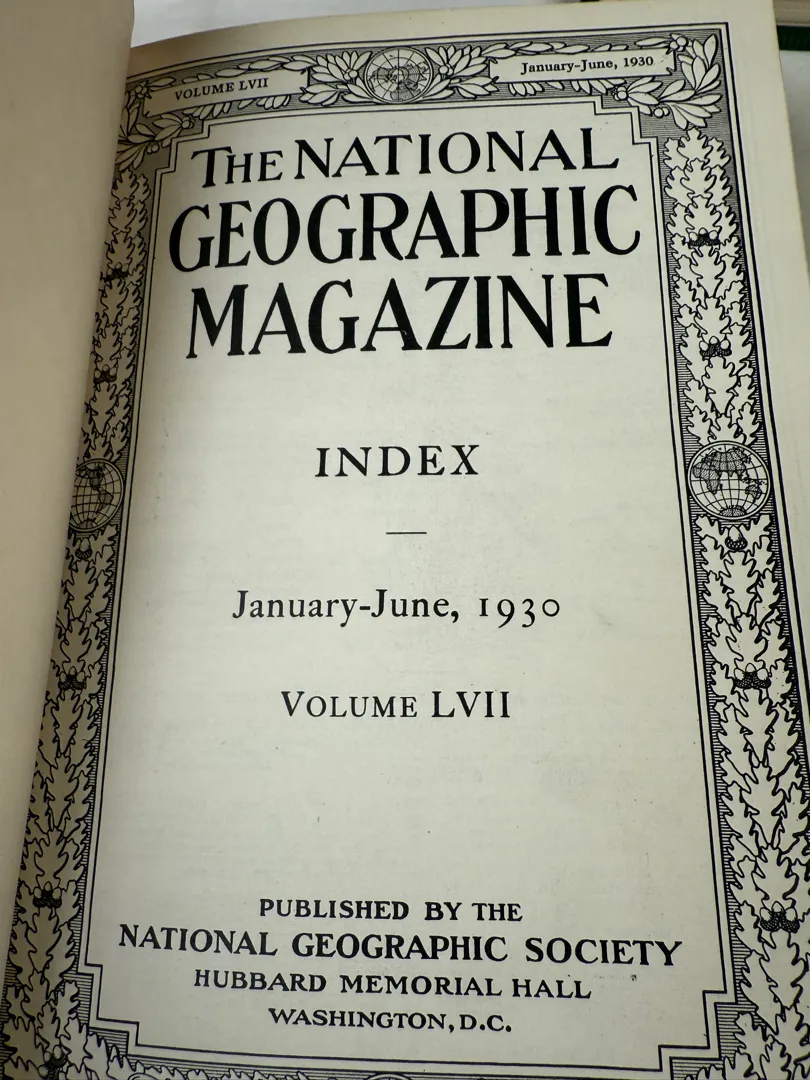 VOLUME LVII
January-June, 1930
THE NATIONAL
GEOGRAPHIC
MAGAZINE
INDEX
January-June, 1930
VOLUME LVII
PUBLISHED BY THE
NATIONAL GEOGRAPHIC SOCIETY
HUBBARD MEMORIAL HALL
WASHINGTON, D.C.